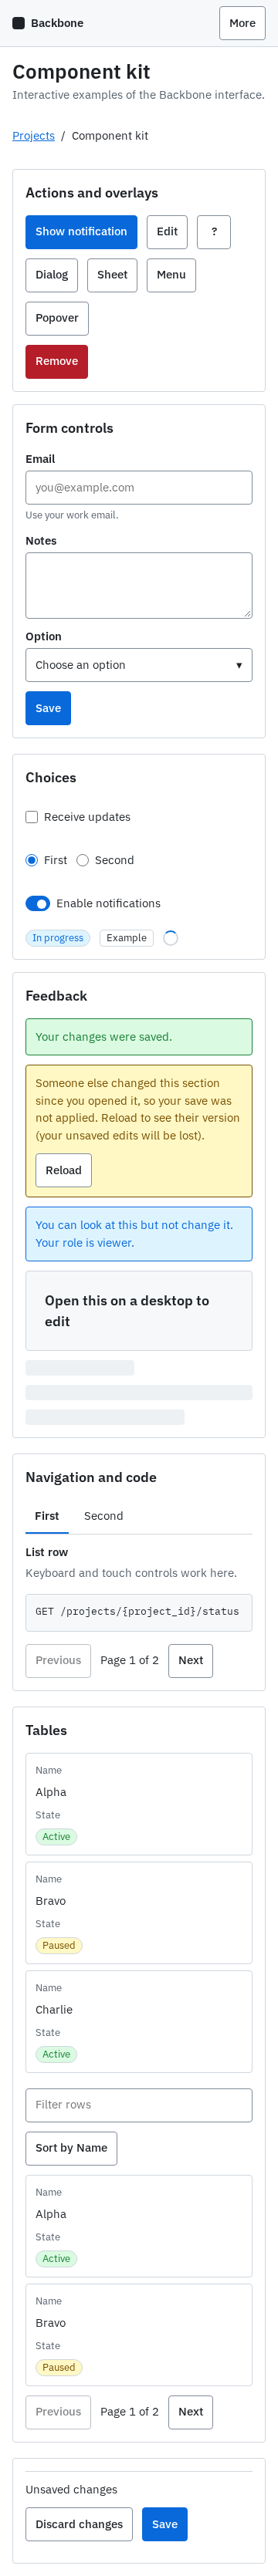 Backbone
More
Component kit
Interactive examples of the Backbone interface.
Projects / Component kit
Actions and overlays
Show notification
Edit
?
Dialog
Sheet
Menu
Popover
Remove
Form controls
Email
you@example.com
Use your work email.
Notes
Option
Choose an option
Save
Choices
Receive updates
First
Second
Enable notifications
In progress
Example
Feedback
Your changes were saved.
Someone else changed this section
since you opened it, so your save was
not applied. Reload to see their version
(your unsaved edits will be lost).
Reload
You can look at this but not change it.
Your role is viewer.
Open this on a desktop to
edit
Navigation and code
First
Second
List row
Keyboard and touch controls work here.
GET /projects/{project_id}/status
Previous
Page 1 of 2
Next
Tables
Name
Alpha
State
Active
Name
Bravo
State
Paused
Name
Charlie
State
Active
Filter rows
Sort by Name
Name
Alpha
State
Active
Name
Bravo
State
Paused
Previous
Page 1 of 2
Next
Unsaved changes
Discard changes
Save